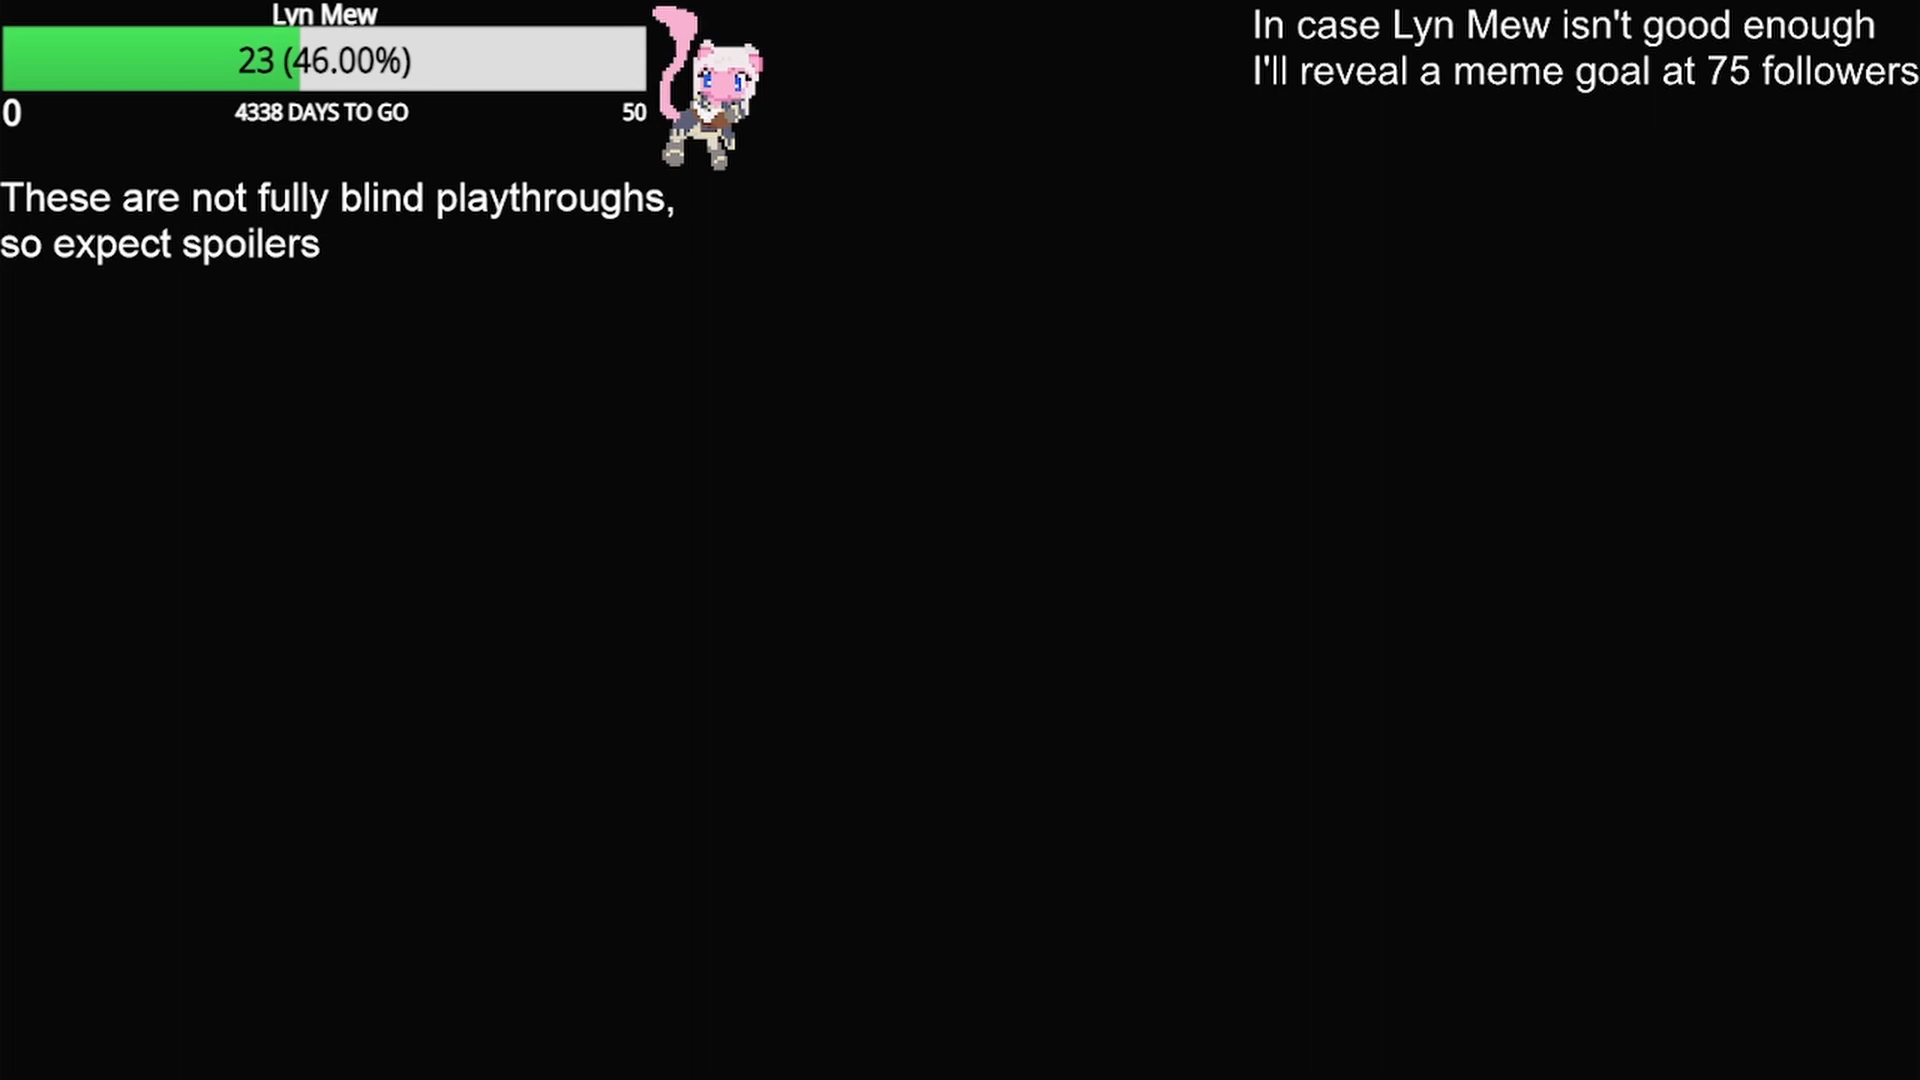 Lyn Mew
23 (46.00%)
0
4338 DAYS TO GO
50
These are not fully blind playthroughs,
so expect spoilers
In case Lyn Mew isn't good enough
I'll reveal a meme goal at 75 followers